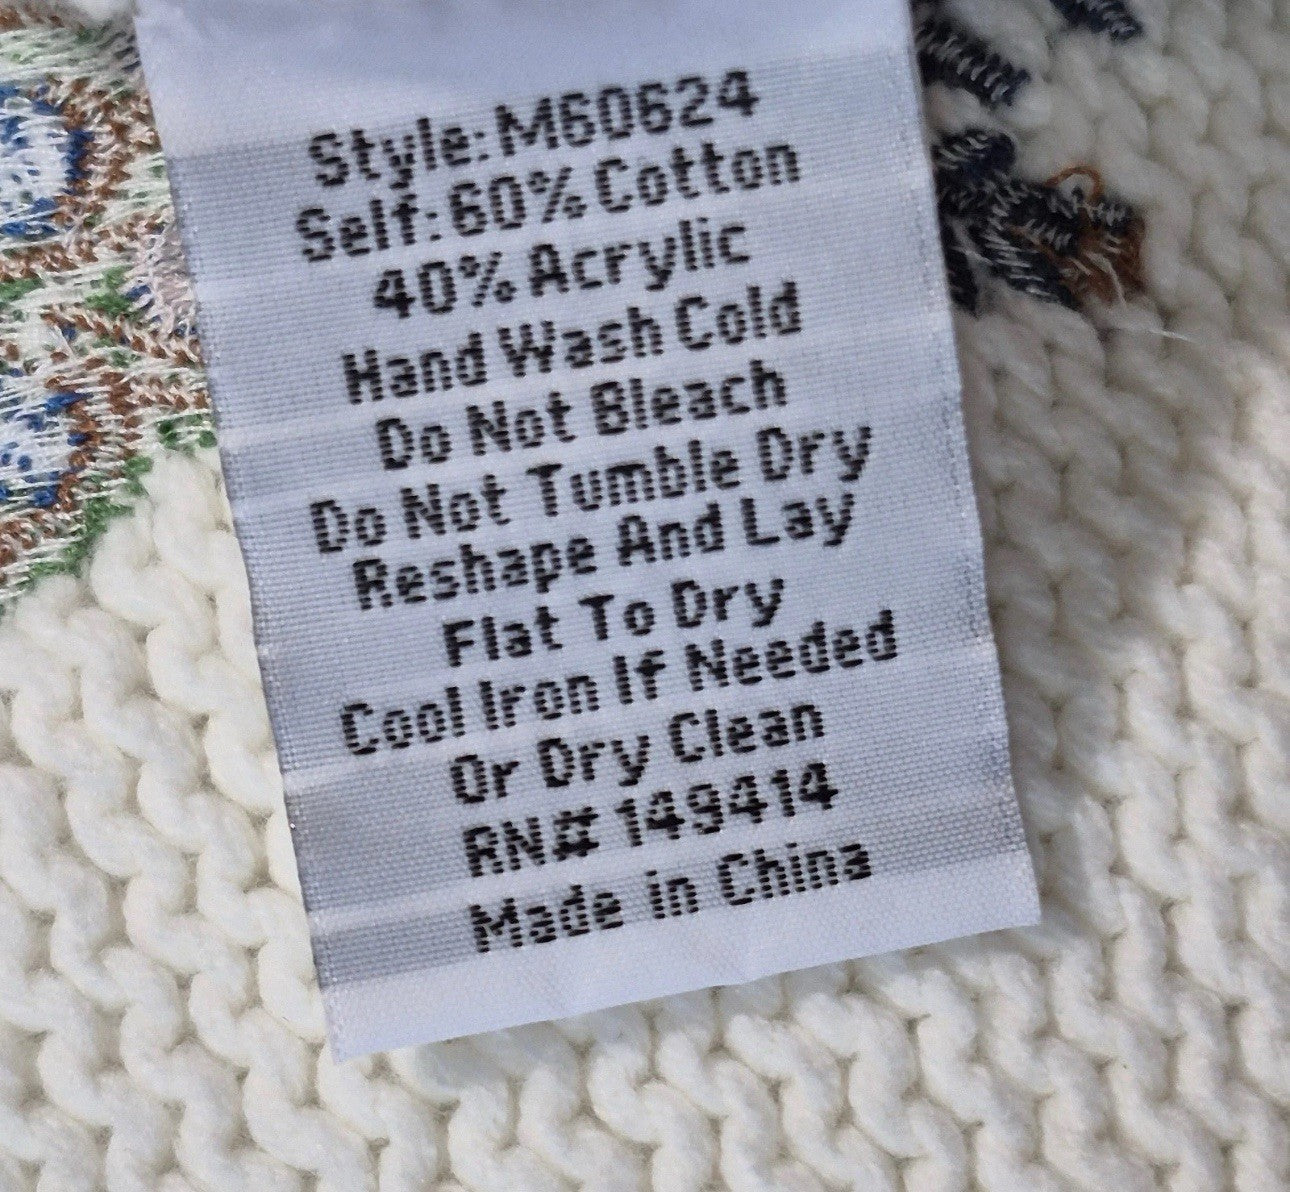 Style:M60624
Self:60%Cotton
40%Acrylic
Hand Wash Cold
Do Not Bleach
Do Not Tumble Dry
Reshape And Lay
Flat To Dry
Cool Iron If Needed
Or Dry Clean
RN# 149414
Made in China